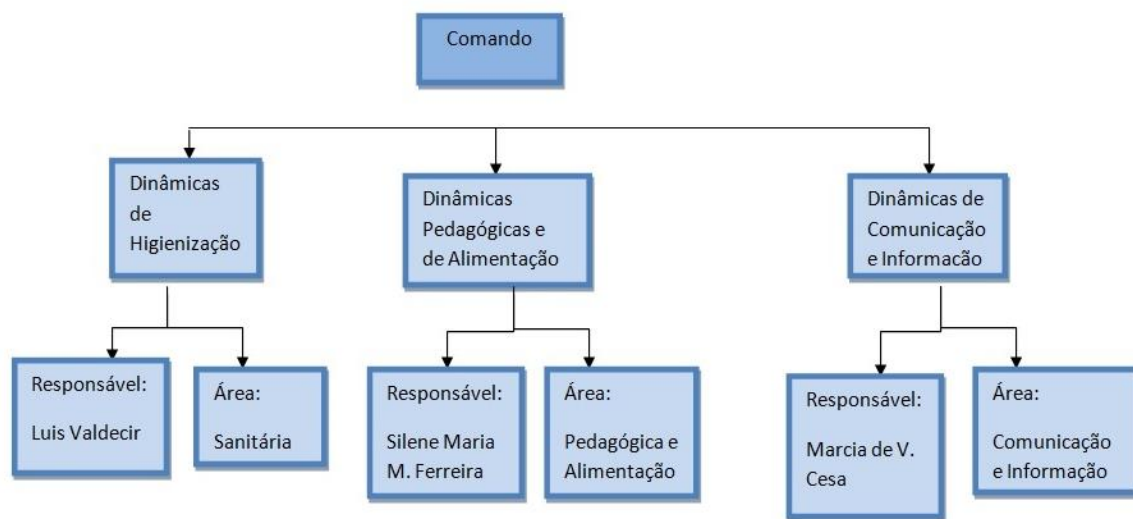 Comando
Dinâmicas
de
Higienização
Dinâmicas
Pedagógicas e
de Alimentação
Dinâmicas de
Comunicação
e Informacão
Responsável:
Luis Valdecir
Área:
Sanitária
Responsável:
Silene Maria
M. Ferreira
Área:
Pedagógica e
Alimentação
Responsável:
Marcia de V.
Cesa
Área:
Comunicação
e Informação